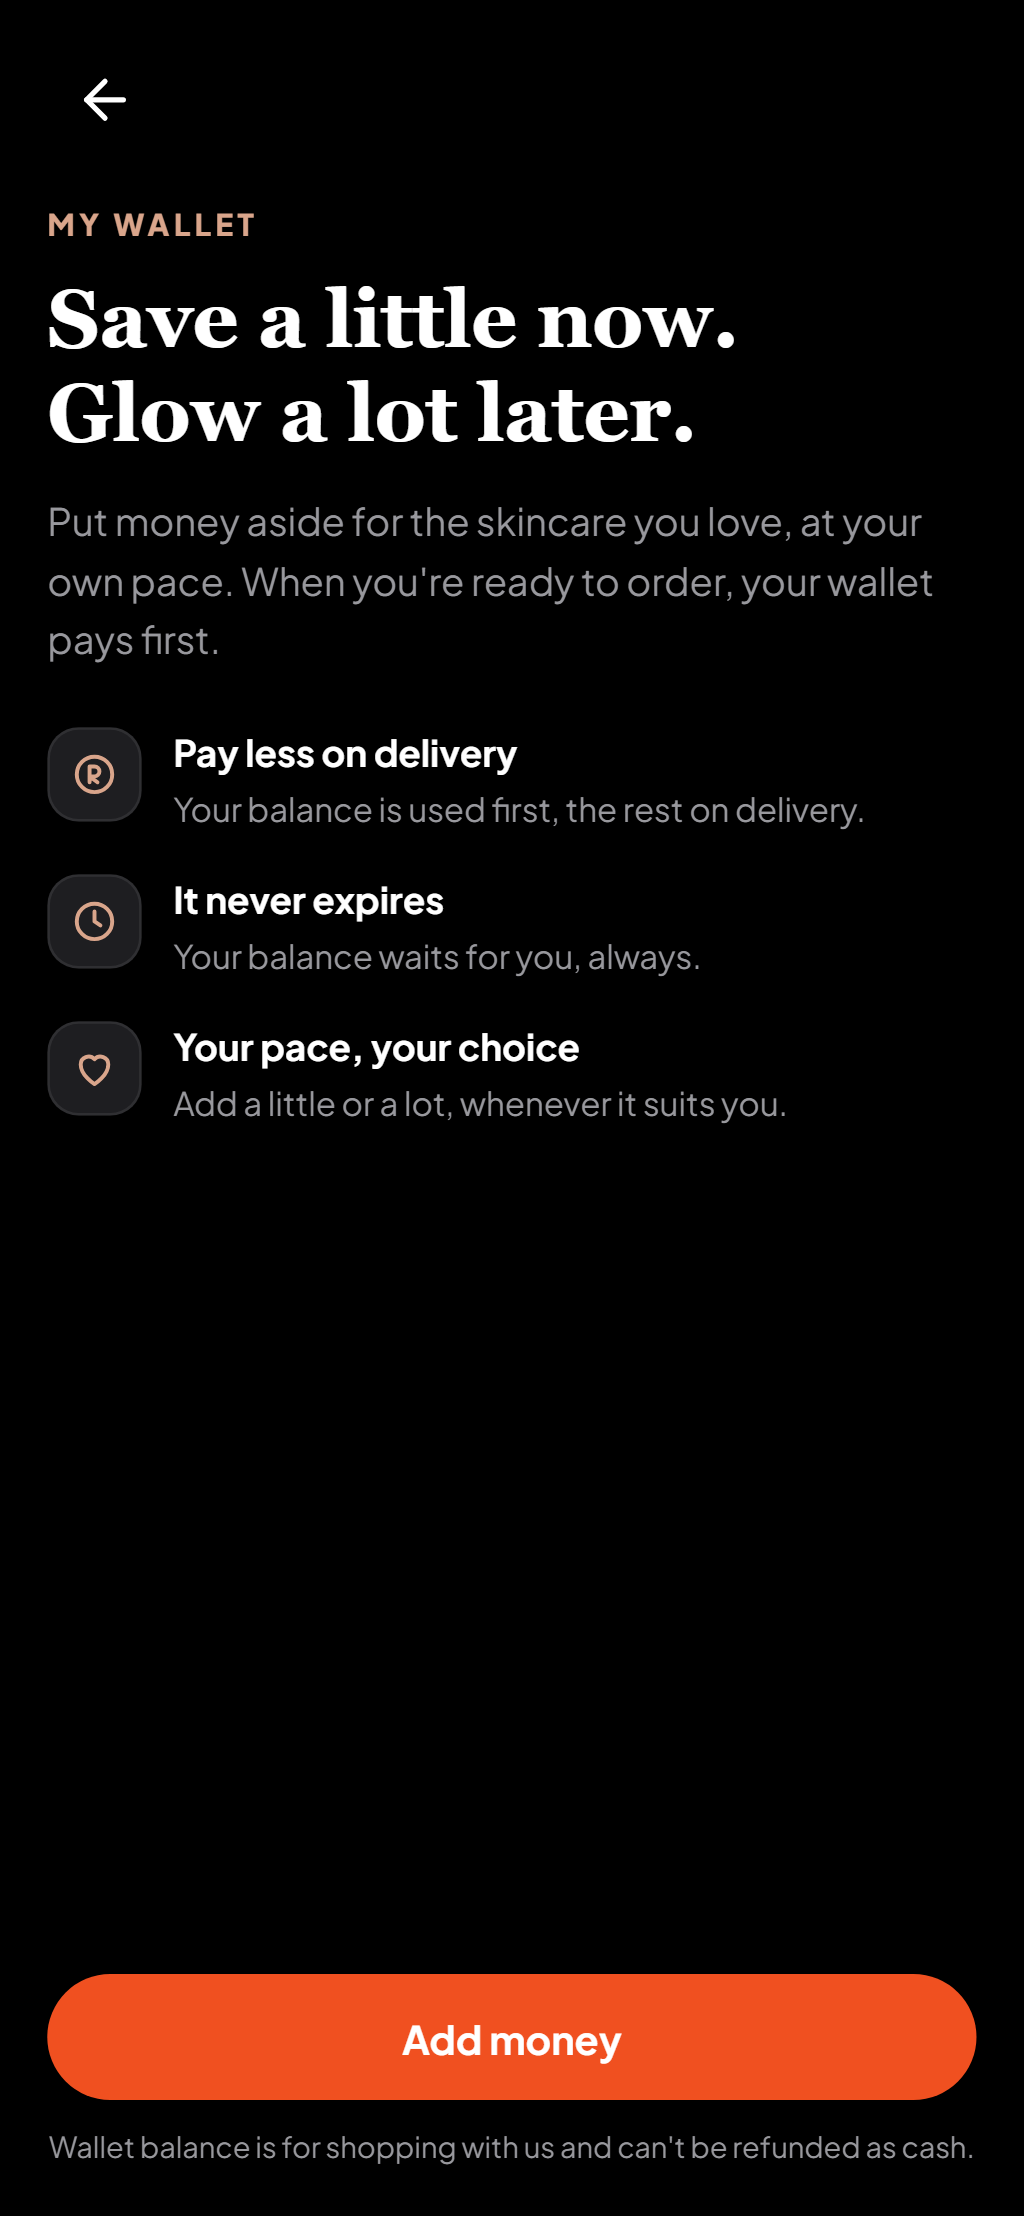 MY WALLET
Save a little now.
Glow a lot later.
Put money aside for the skincare you love, at your
own pace. When you're ready to order, your wallet
pays first.
R
Pay less on delivery
Your balance is used first, the rest on delivery.
It never expires
Your balance waits for you, always.
Your pace, your choice
Add a little or a lot, whenever it suits you.
Add money
Wallet balance is for shopping with us and can't be refunded as cash.